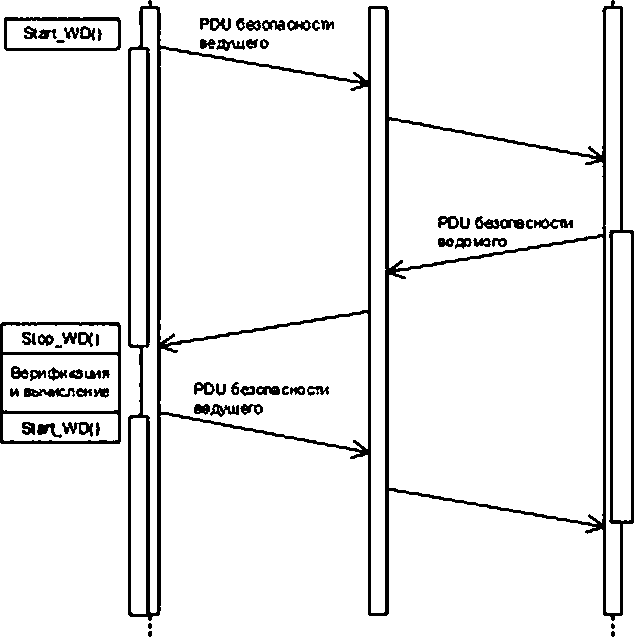 Start_WD()
PDU безопасности
ведущего
PDU безопасности
ведомого
Stop_WD()
Верификация
и вычисление
Start_WD()
PDU безопасности
ведущего